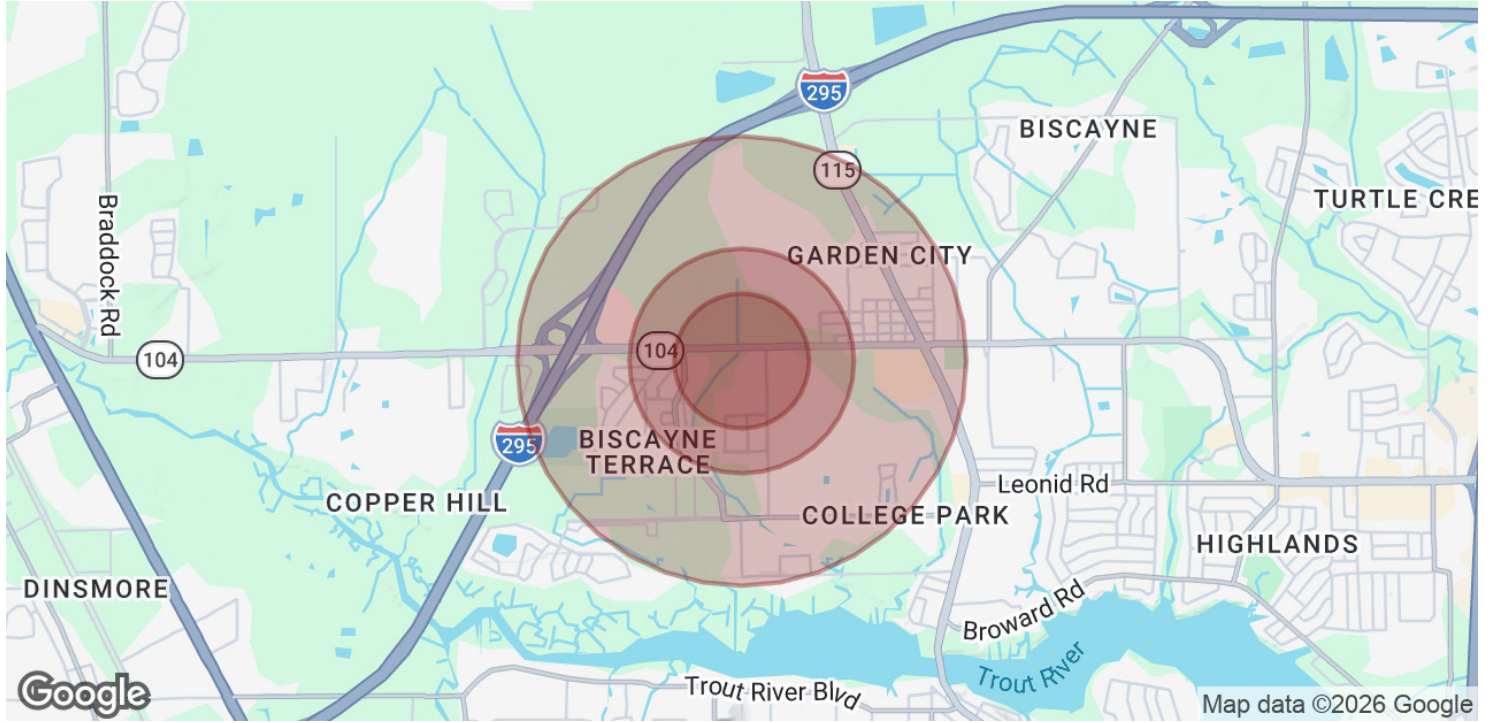 295
BISCAYNE
115
TURTLE CRE
Braddock Rd
GARDEN CITY
104
104
295
BISCAYNE
TERRACE
Leonid Rd
COPPER HILL
COLLEGE PARK
HIGHLANDS
DINSMORE
Broward Rd
Trout River
Trout River Blvd
Google
Map data ©2026 Google